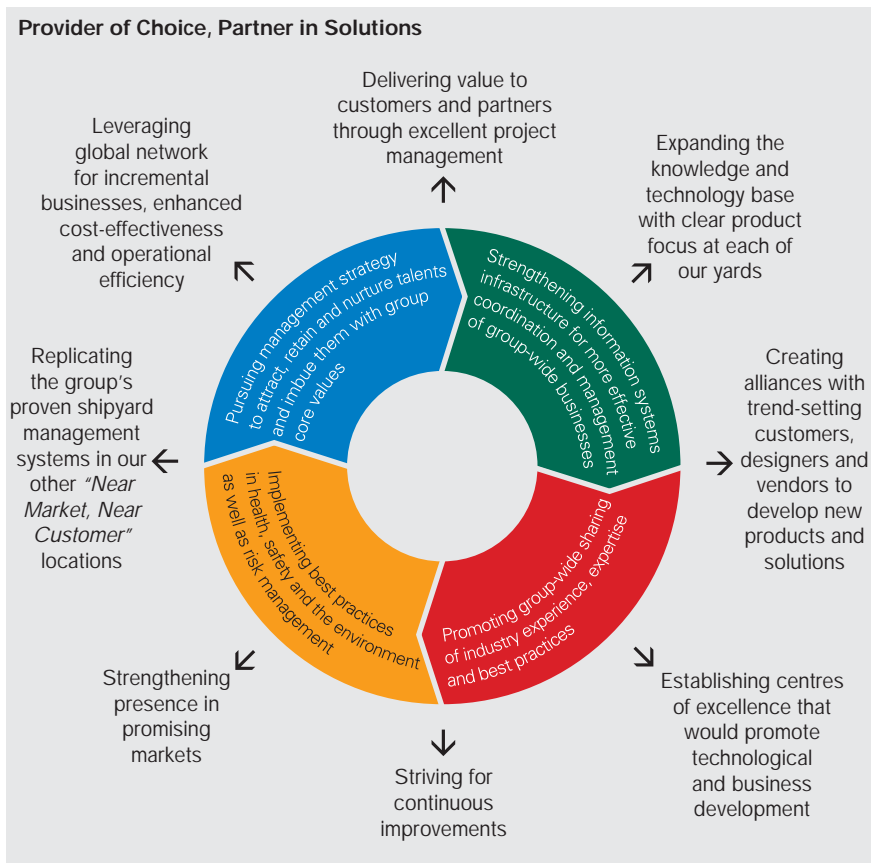 Provider of Choice, Partner in Solutions
Delivering value to
customers and partners
through excellent project
management
Expanding the
knowledge and
technology base
with clear product
focus at each of
our yards
Creating
alliances with
trend-setting
customers,
designers and
vendors to
develop new
products and
solutions
Establishing centres
of excellence that
would promote
technological
and business
development
Striving for
continuous
improvements
Strengthening
presence in
promising
markets
Replicating
the group's
proven shipyard
management
systems in our
other "Near
Market, Near
Customer"
locations
Leveraging
global network
for incremental
businesses, enhanced
cost-effectiveness
and operational
efficiency
Strengthening information systems
infrastructure for more effective
coordination and management
of group-wide businesses
Promoting group-wide sharing
of industry experience, expertise
and best practices
Implementing best practices
in health, safety and the environment
as well as risk management
Pursuing management strategy
to attract, retain and nurture talents
and imbue them with group
core values